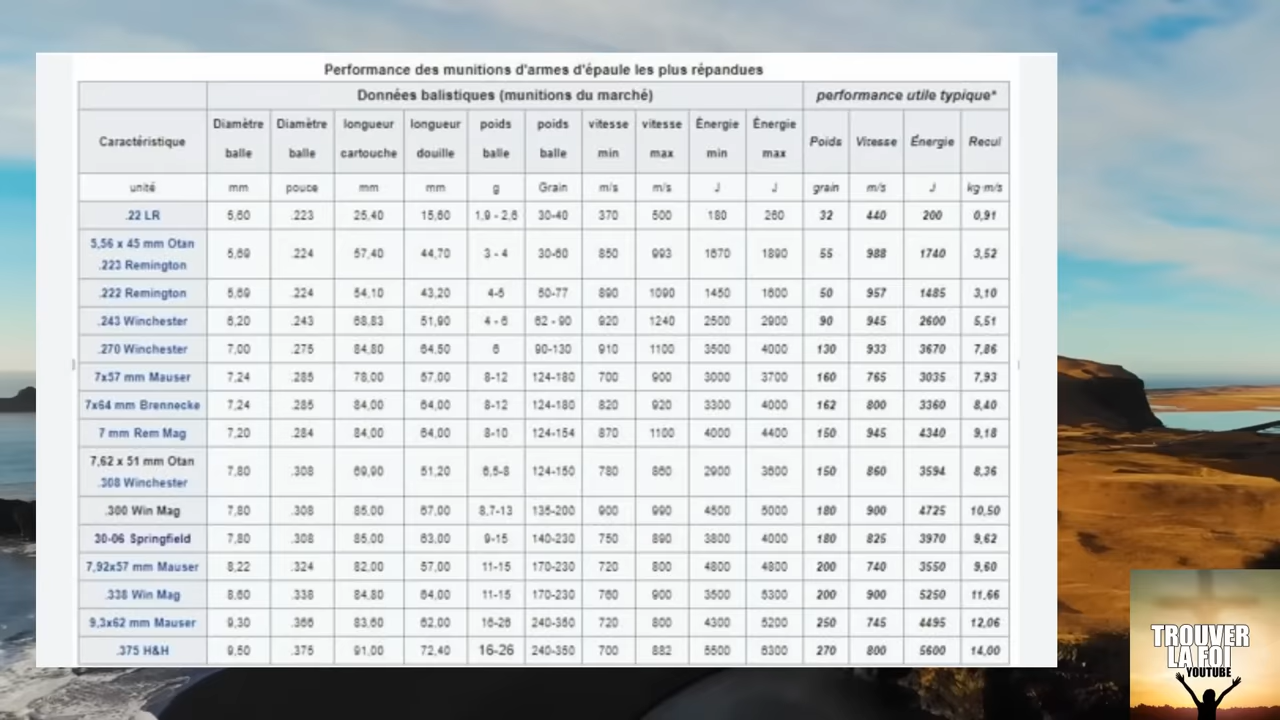 Performance des munitions d'armes d'épaule les plus répandues
Données balistiques (munitions du marché) performance utile typique*
Caractéristique Diamètre balle Diamètre balle longueur cartouche longueur douille poids balle poids balle vitesse min vitesse max Énergie min Énergie max Poids Vitesse Énergie Recul
unité mm pouce mm mm g Grain m/s m/s J J grain m/s J kg·m/s
.22 LR 5,60 .223 25,40 15,60 1,9 - 2,6 30-40 370 500 180 260 32 440 200 0,91
5,56 x 45 mm Otan
.223 Remington 5,69 .224 57,40 44,70 3 - 4 30-60 850 993 1670 1890 55 988 1740 3,52
.222 Remington 5,69 .224 54,10 43,20 4-5 50-77 890 1090 1450 1600 50 957 1485 3,10
.243 Winchester 6,20 .243 68,83 51,90 4 - 6 62 - 90 920 1240 2500 2900 90 945 2600 5,51
.270 Winchester 7,00 .275 84,80 64,50 6 90-130 910 1100 3500 4000 130 933 3670 7,86
7x57 mm Mauser 7,24 .285 78,00 57,00 8-12 124-180 700 900 3000 3700 160 765 3035 7,93
7x64 mm Brennecke 7,24 .285 84,00 64,00 8-12 124-180 820 920 3300 4000 162 800 3360 8,40
7 mm Rem Mag 7,20 .284 84,00 64,00 8-10 124-154 870 1100 4000 4400 150 945 4340 9,18
7,62 x 51 mm Otan
.308 Winchester 7,80 .308 69,90 51,20 6,5-8 124-150 780 860 2900 3600 150 860 3594 8,36
.300 Win Mag 7,80 .308 85,00 67,00 8,7-13 135-200 900 990 4500 5000 180 900 4725 10,50
30-06 Springfield 7,80 .308 85,00 63,00 9-15 140-230 750 890 3800 4000 180 825 3970 9,62
7,92x57 mm Mauser 8,22 .324 82,00 57,00 11-15 170-230 720 800 4800 4800 200 740 3550 9,60
.338 Win Mag 8,60 .338 84,80 64,00 11-15 170-230 760 900 3500 5300 200 900 5250 11,66
9,3x62 mm Mauser 9,30 .366 83,60 62,00 16-26 240-350 720 800 4300 5200 250 745 4495 12,06
.375 H&H 9,50 .375 91,00 72,40 16-26 240-350 700 882 5500 6300 270 800 5600 14,00
TROUVER
LA FOI
YOUTUBE